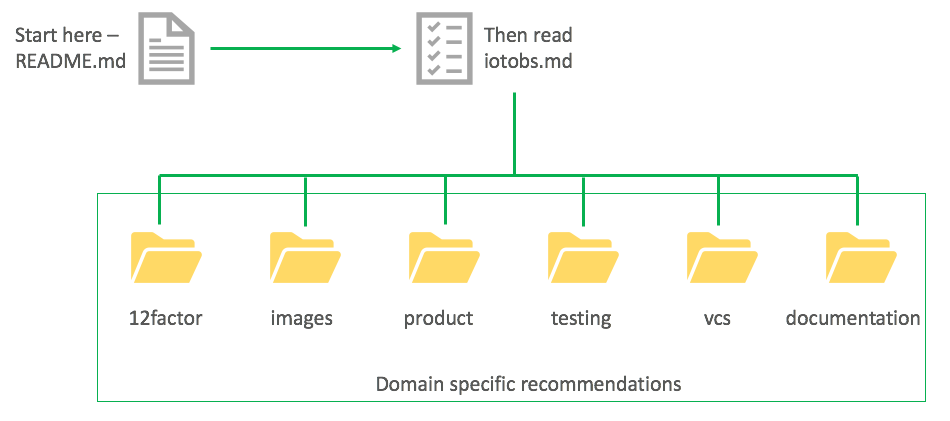 Start here –
README.md
Then read
iotobs.md
12factor
images
product
testing
vcs
documentation
Domain specific recommendations